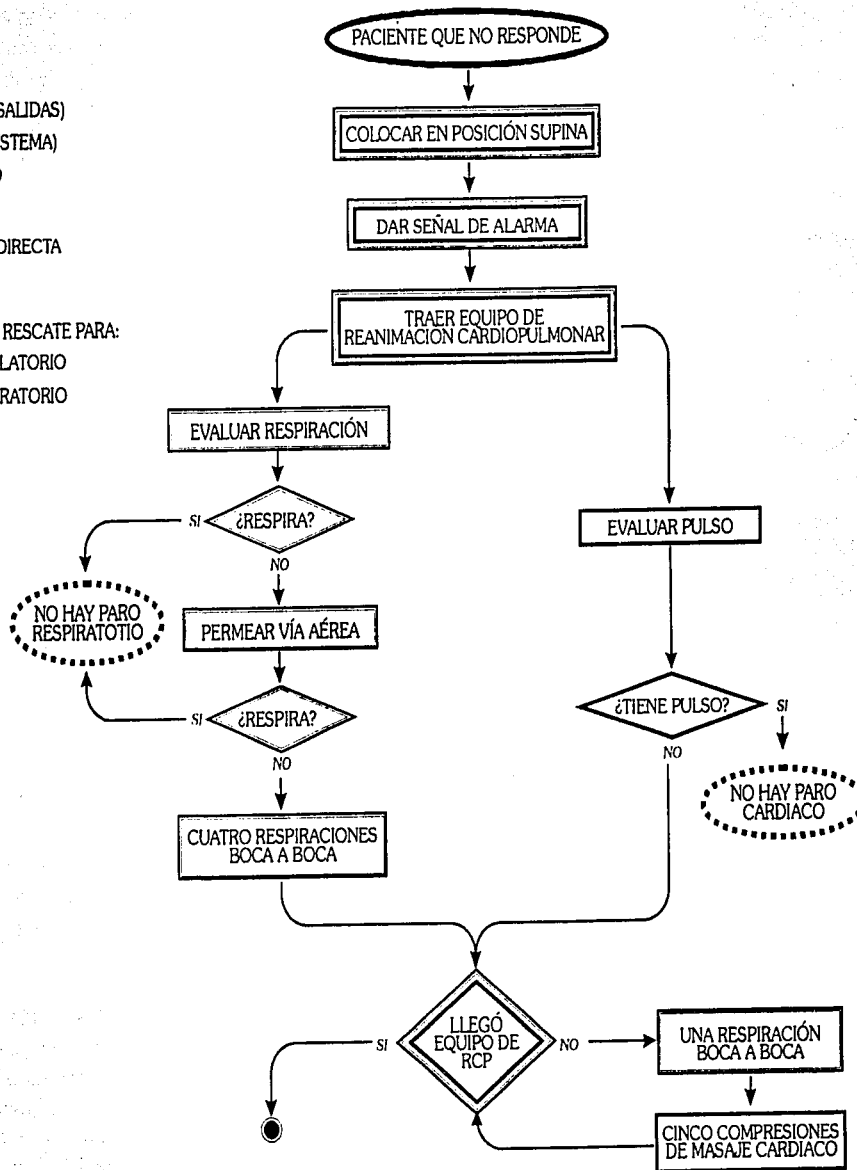 PACIENTE QUE NO RESPONDE
SALIDAS)
STEMA)
COLOCAR EN POSICIÓN SUPINA
DIRECTA
DAR SEÑAL DE ALARMA
RESCATE PARA:
LATORIO
RATORIO
TRAER EQUIPO DE
REANIMACION CARDIOPULMONAR
EVALUAR RESPIRACIÓN
¿RESPIRA?
SI
NO
EVALUAR PULSO
NO HAY PARO
RESPIRATOTIO
PERMEAR VÍA AÉREA
¿RESPIRA?
SI
NO
¿TIENE PULSO?
SI
NO
NO HAY PARO
CARDIACO
CUATRO RESPIRACIONES
BOCA A BOCA
LLEGÓ
EQUIPO DE
RCP
SI
NO
UNA RESPIRACIÓN
BOCA A BOCA
CINCO COMPRESIONES
DE MASAJE CARDIACO